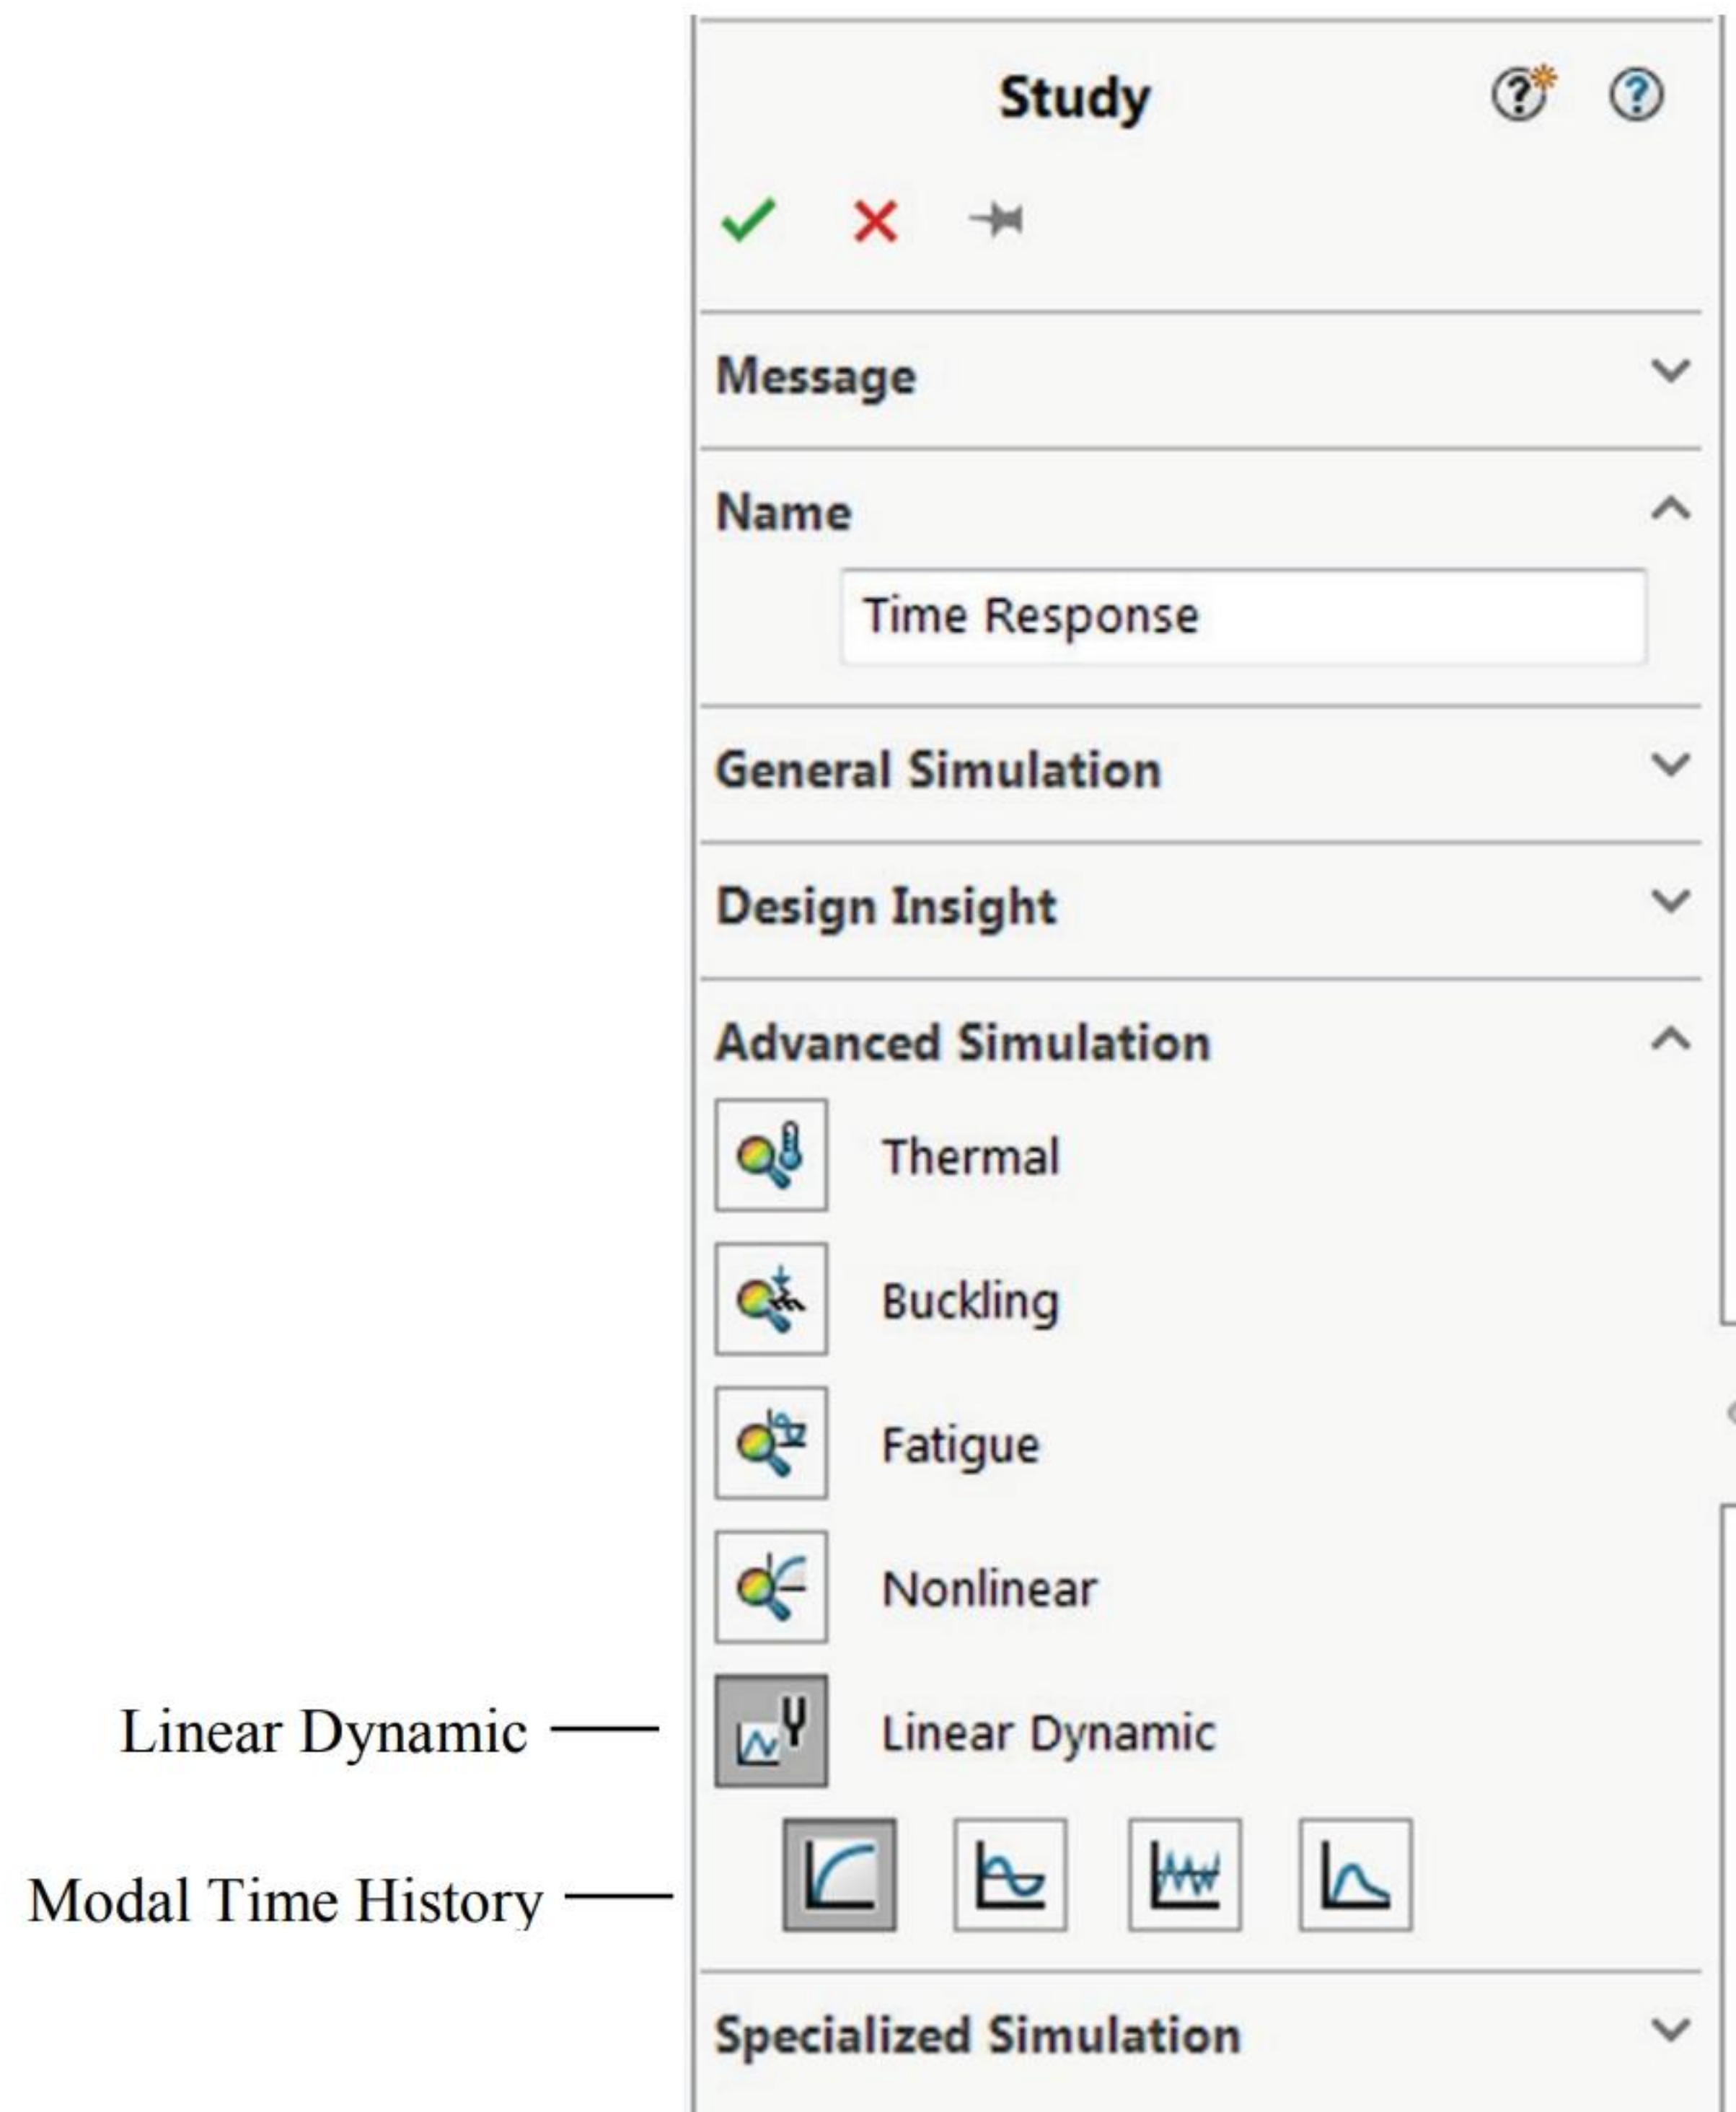 Study
Message
Name
Time Response
General Simulation
Design Insight
Advanced Simulation
Thermal
Buckling
Fatigue
Nonlinear
Linear Dynamic
Linear Dynamic
Modal Time History
Specialized Simulation